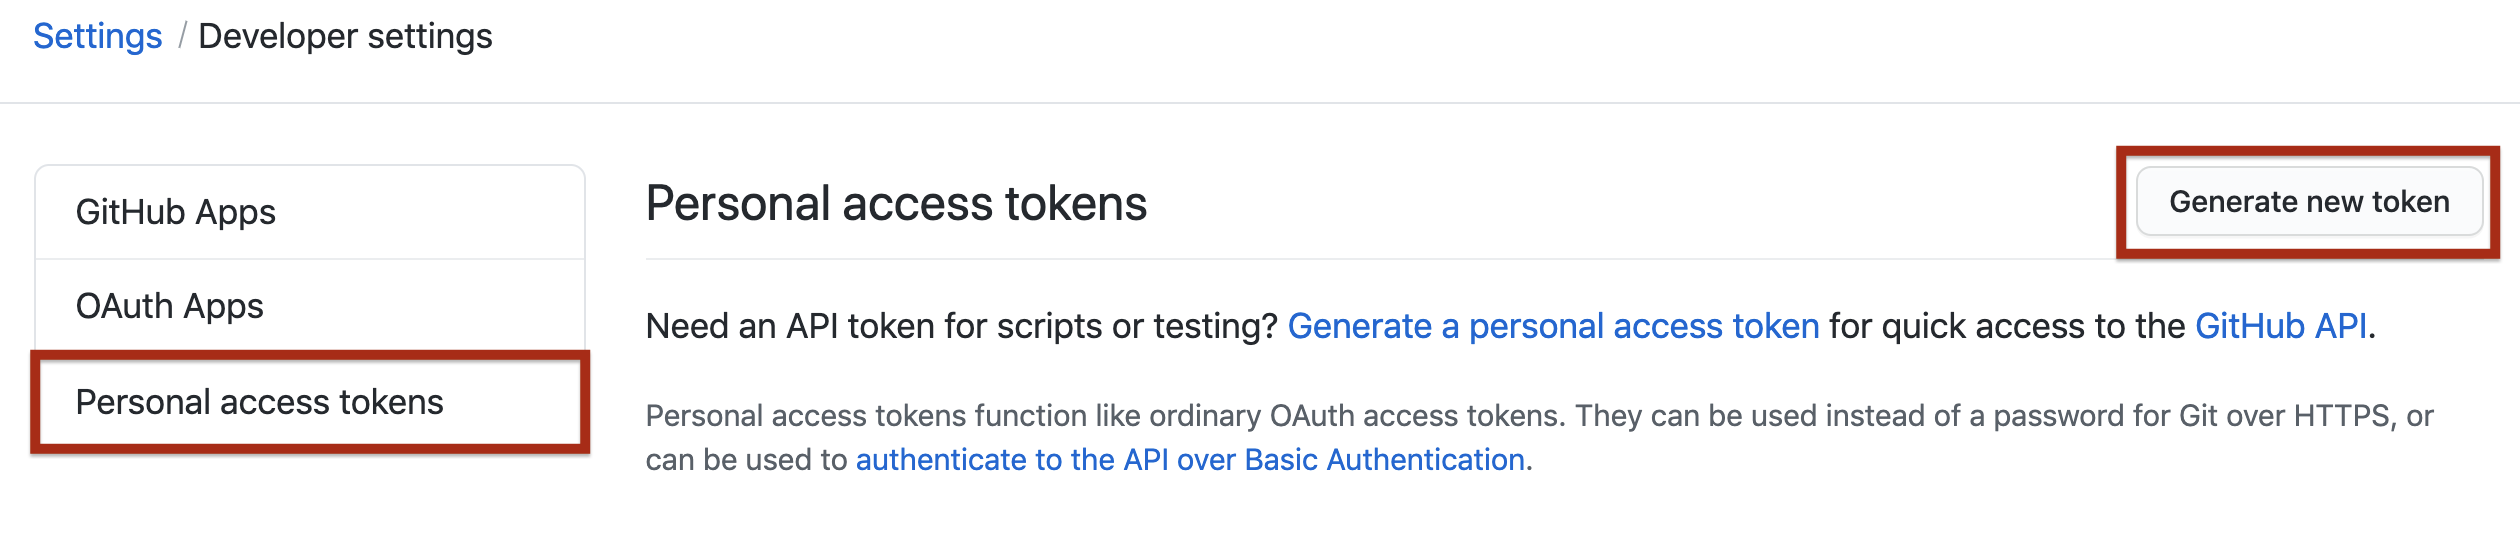 Settings / Developer settings
GitHub Apps
OAuth Apps
Personal access tokens
Personal access tokens
Generate new token
Need an API token for scripts or testing? Generate a personal access token for quick access to the GitHub API.
Personal access tokens function like ordinary OAuth access tokens. They can be used instead of a password for Git over HTTPS, or
can be used to authenticate to the API over Basic Authentication.